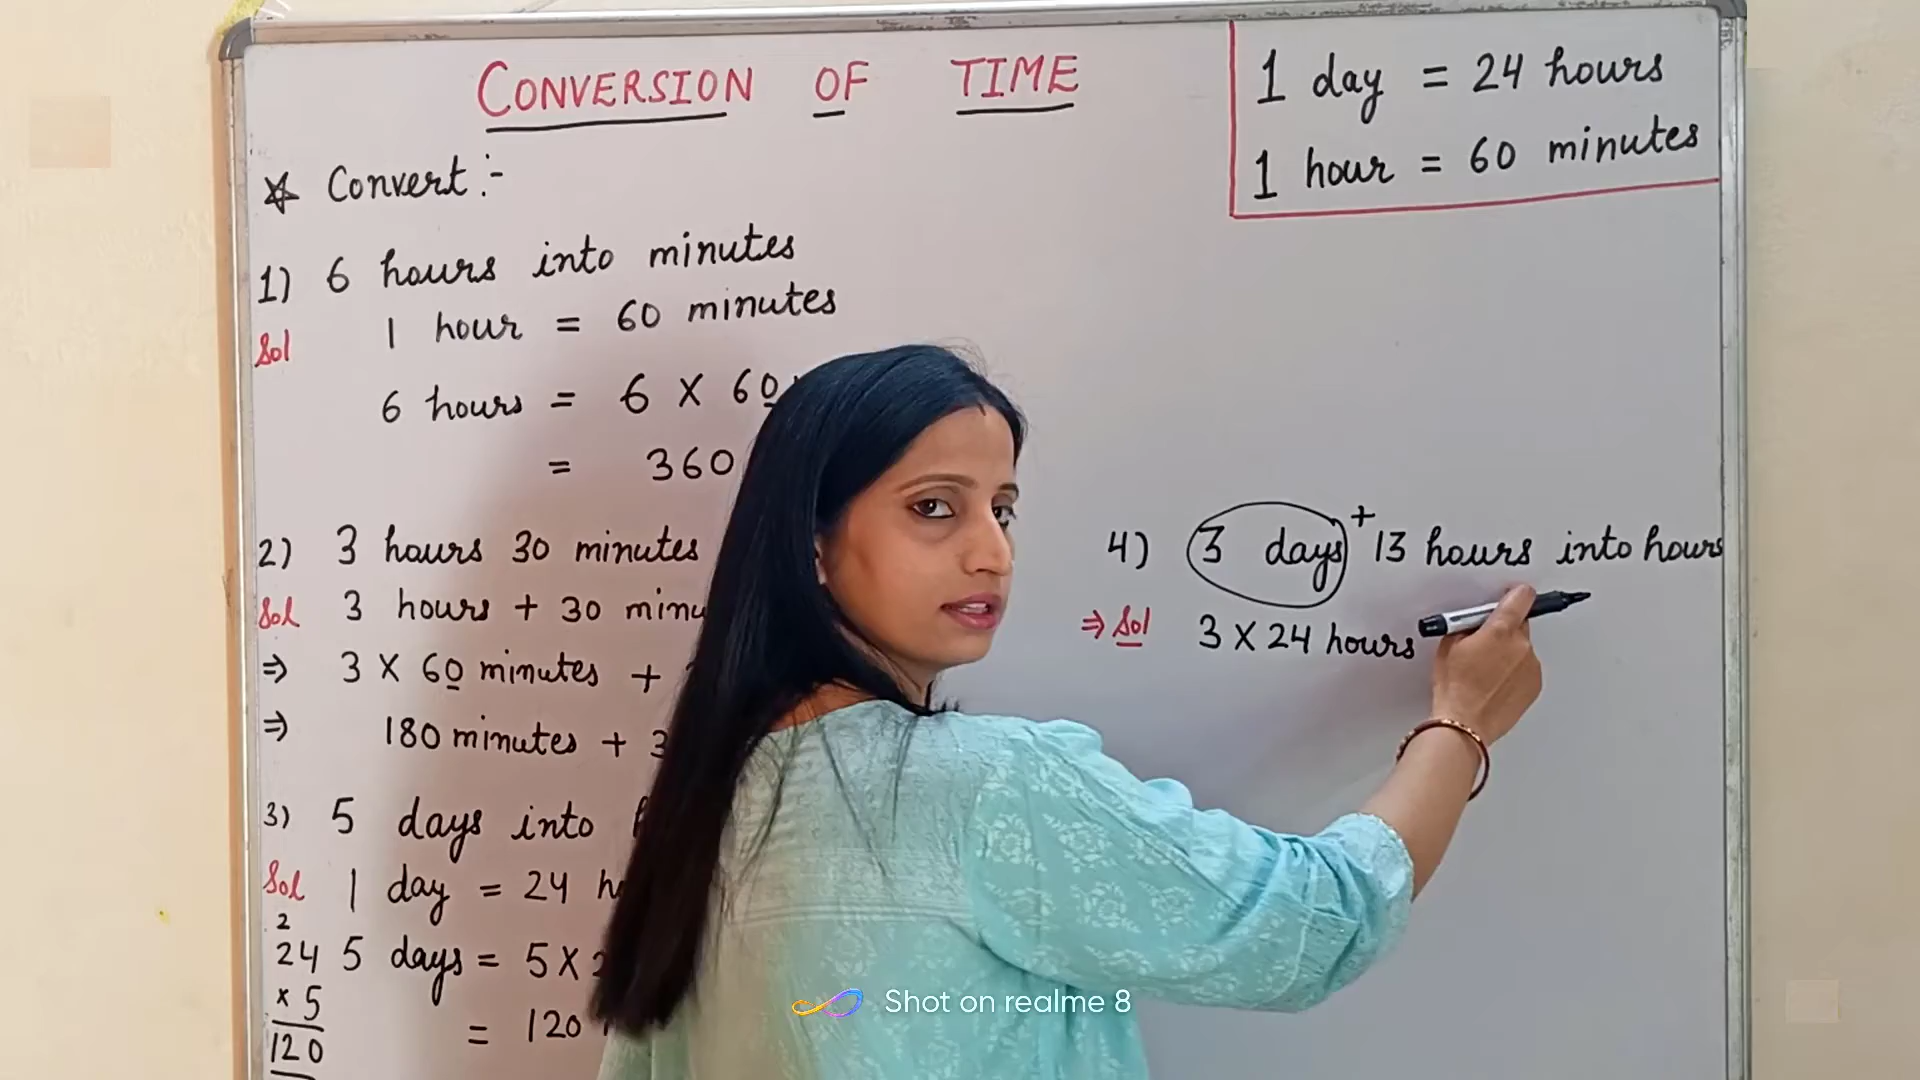 CONVERSION OF TIME
1 day = 24 hours
1 hour = 60 minutes
Convert :-
1) 6 hours into minutes
Sol 1 hour = 60 minutes
6 hours = 6 X 60
= 360
2) 3 hours 30 minutes
Sol 3 hours + 30 minu
⇒ 3 X 60 minutes +
⇒ 180 minutes + 3
3) 5 days into
Sol 1 day = 24 h
5 days = 5 X 2
= 120
2
24
x 5
120
4) 3 days + 13 hours into hours
⇒ Sol 3 X 24 hours
Shot on realme 8